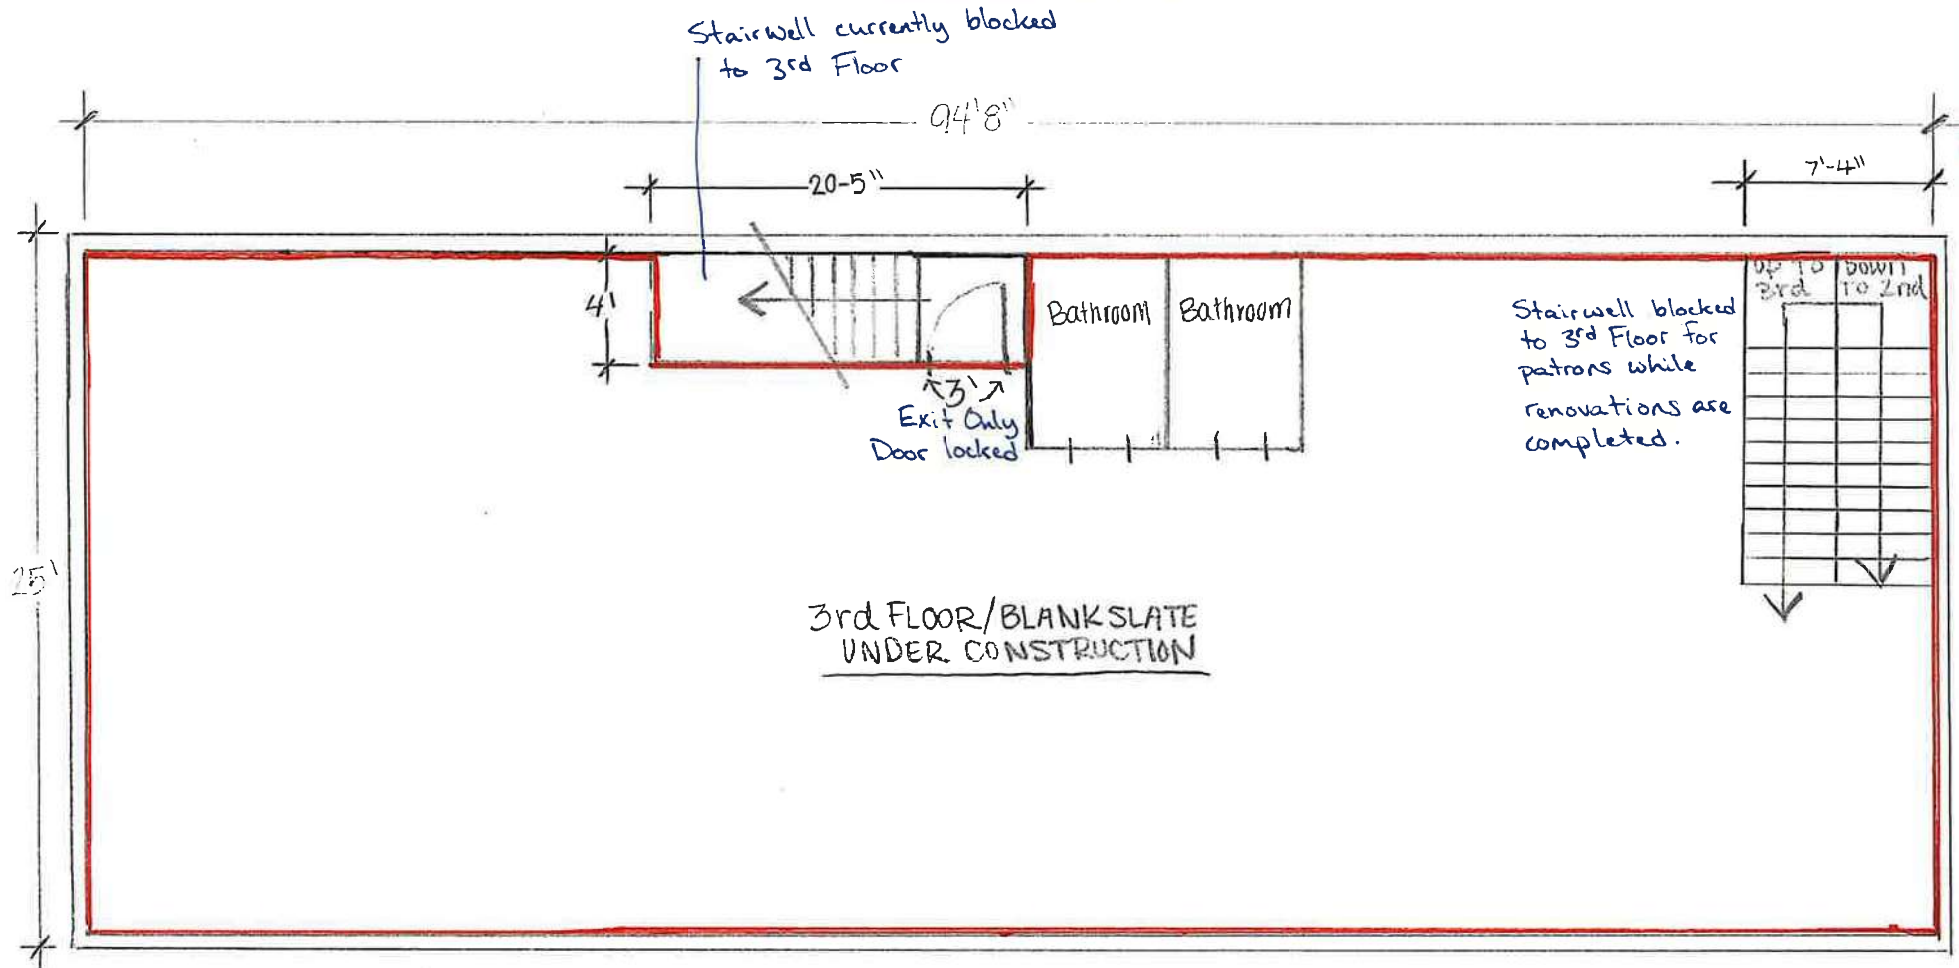 Stairwell currently blocked
to 3rd Floor
94'8"
20-5"
7'-4"
4'
Bathroom
Bathroom
UP TO
3rd
DOWN
TO 2nd
Stairwell blocked
to 3rd Floor for
patrons while
renovations are
completed.
3'
Exit Only
Door locked
25'
3rd FLOOR/BLANK SLATE
UNDER CONSTRUCTION